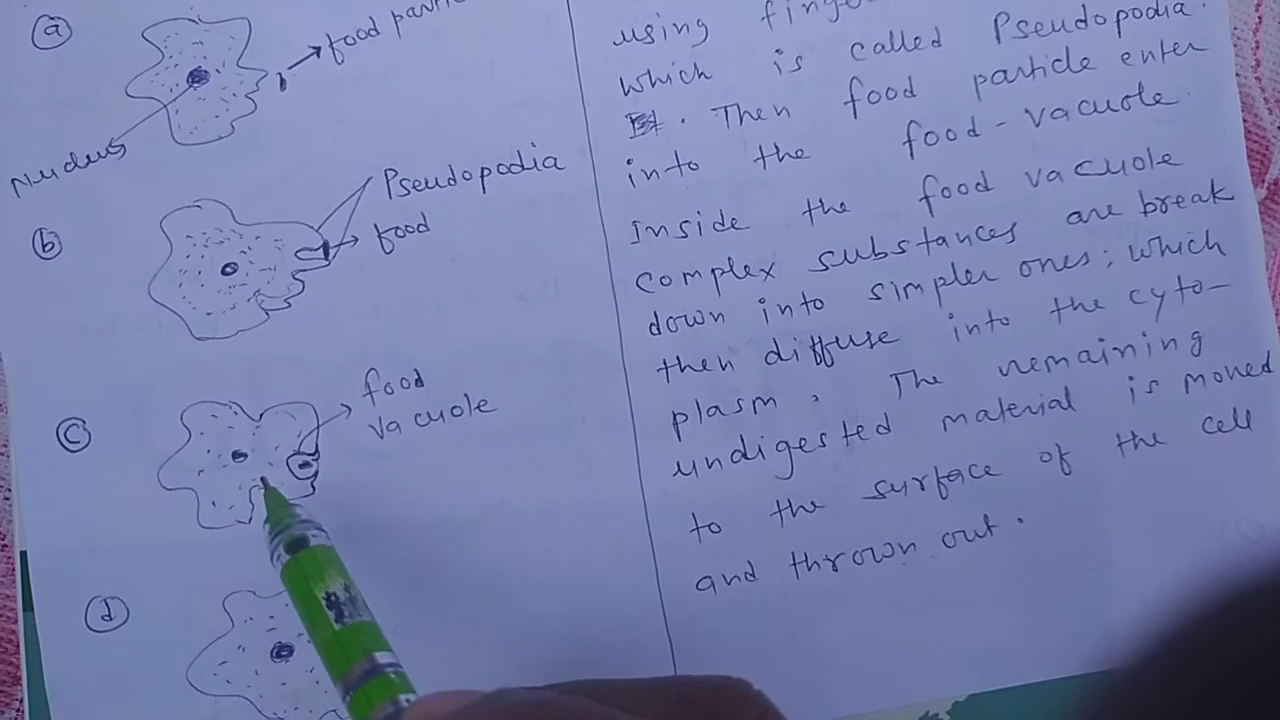 a
food
Nucleus
b
Pseudopodia
food
c
food
vacuole
d
using
which is called Pseudopodia.
. Then food particle enter
into the food-vacuole.
Inside the food vacuole
complex substances are break
down into simpler ones; which
then diffuse into the cyto-
plasm. The remaining
undigested material is moved
to the surface of the cell
and thrown out.